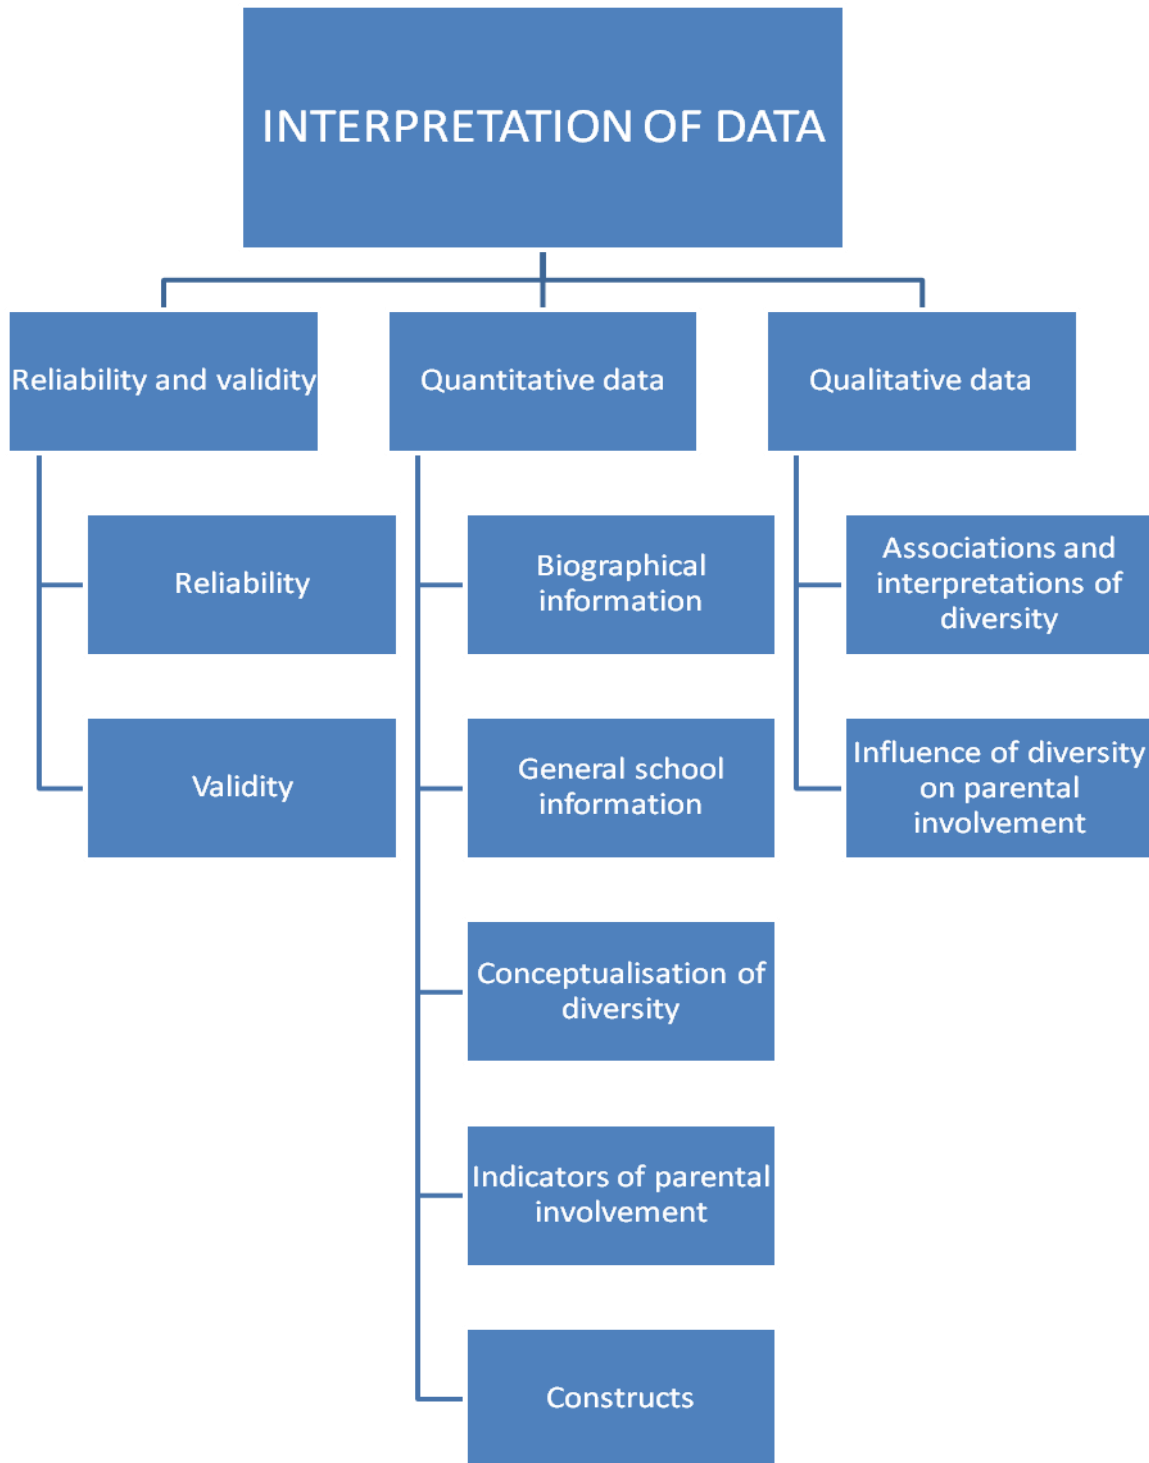 INTERPRETATION OF DATA
Reliability and validity
Quantitative data
Qualitative data
Reliability
Validity
Biographical
information
General school
information
Conceptualisation of
diversity
Indicators of parental
involvement
Constructs
Associations and
interpretations of
diversity
Influence of diversity
on parental
involvement